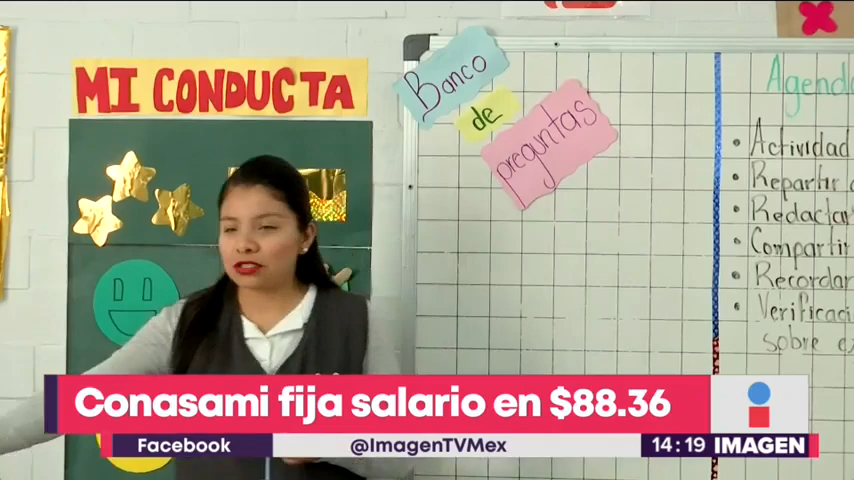 MI CONDUCTA
Banco
de
preguntas
Agenda
Actividad
Repartir
Redactar
Compartir
Recordar
Verificaci
sobre
Conasami fija salario en $88.36
Facebook
@ImagenTVMex
14:19
IMAGEN